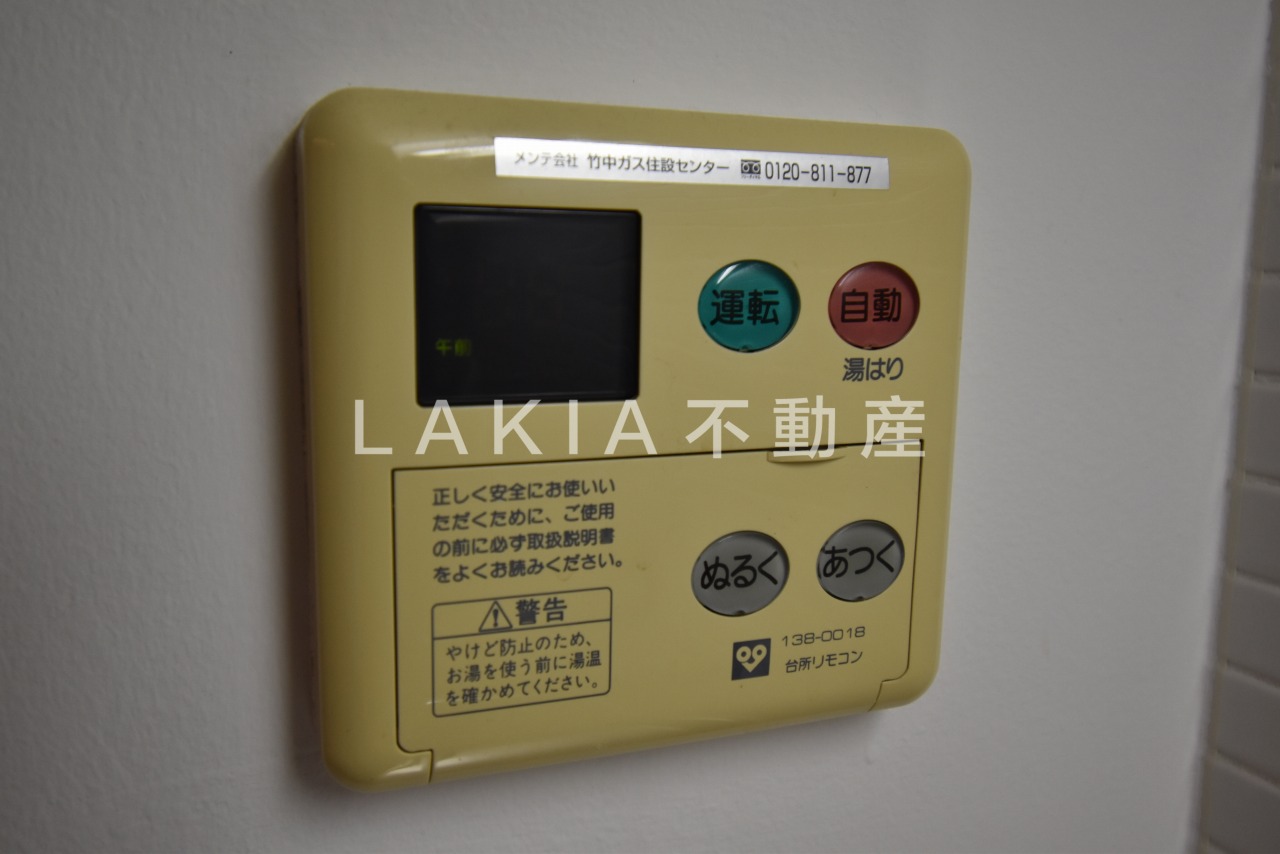 メンテ会社 竹中ガス住設センター 0120-811-877
運転
自動
湯はり
午前
LAKIA不動産
正しく安全にお使いい
ただくために、ご使用
の前に必ず取扱説明書
をよくお読みください。
警告
やけど防止のため、
お湯を使う前に湯温
を確かめてください。
ぬるく
あつく
138-0018
台所リモコン